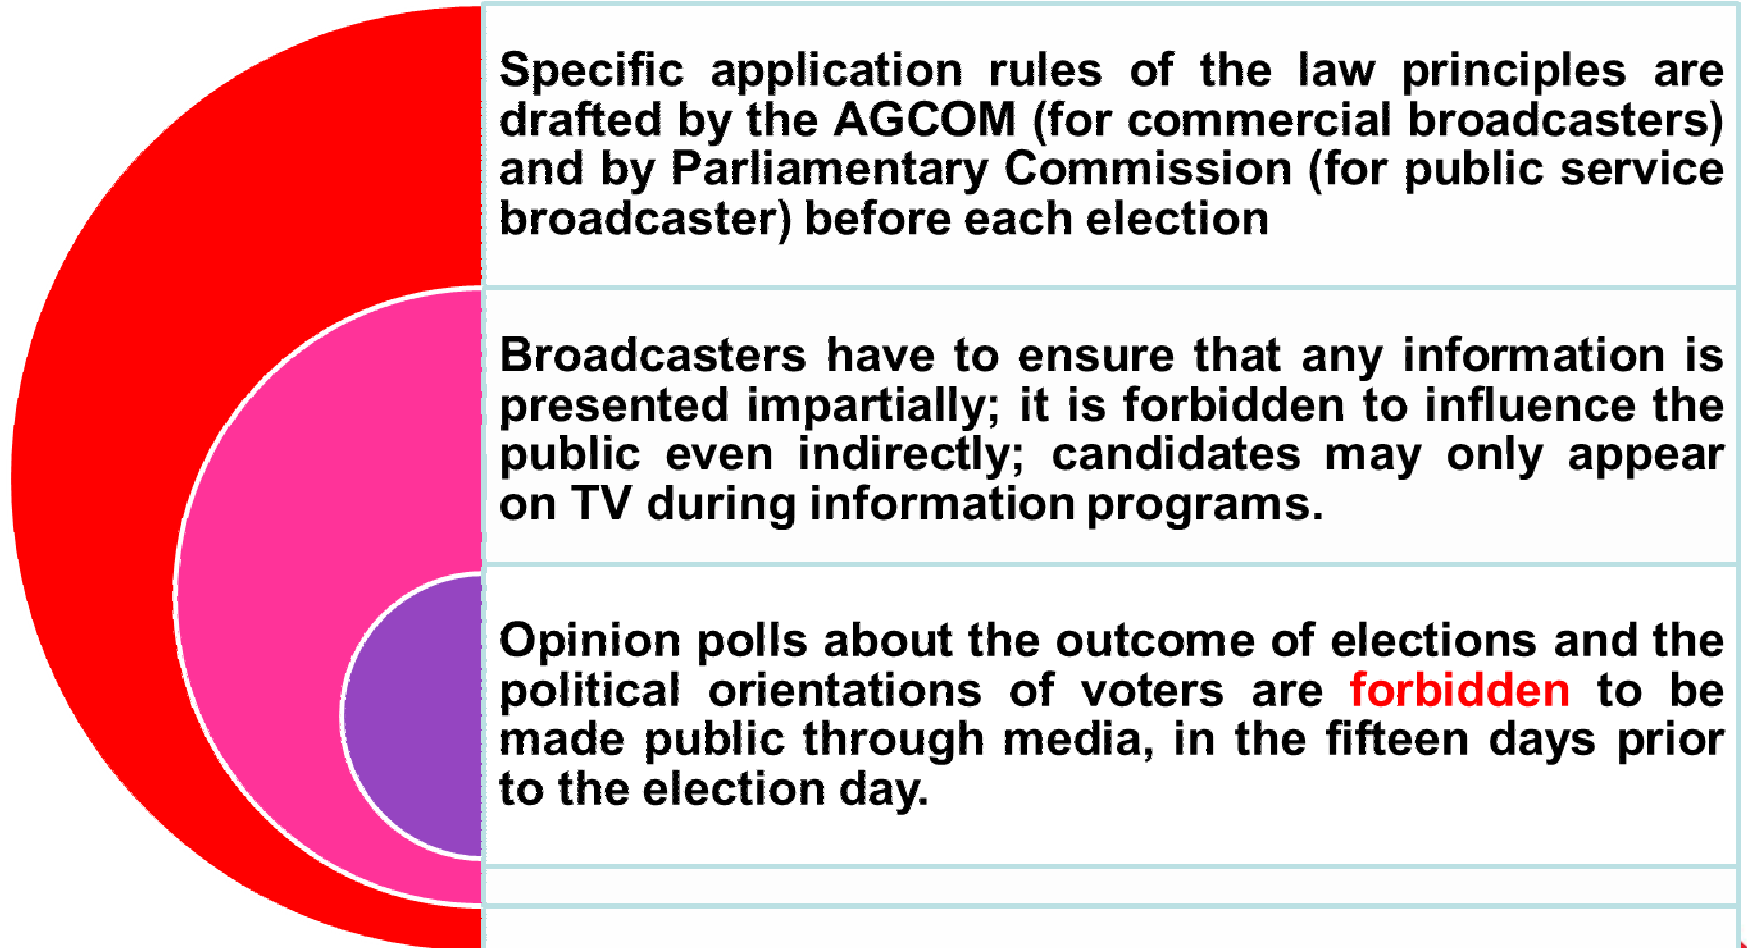 Specific application rules of the law principles are
drafted by the AGCOM (for commercial broadcasters)
and by Parliamentary Commission (for public service
broadcaster) before each election
Broadcasters have to ensure that any information is
presented impartially; it is forbidden to influence the
public even indirectly; candidates may only appear
on TV during information programs.
Opinion polls about the outcome of elections and the
political orientations of voters are forbidden to be
made public through media, in the fifteen days prior
to the election day.